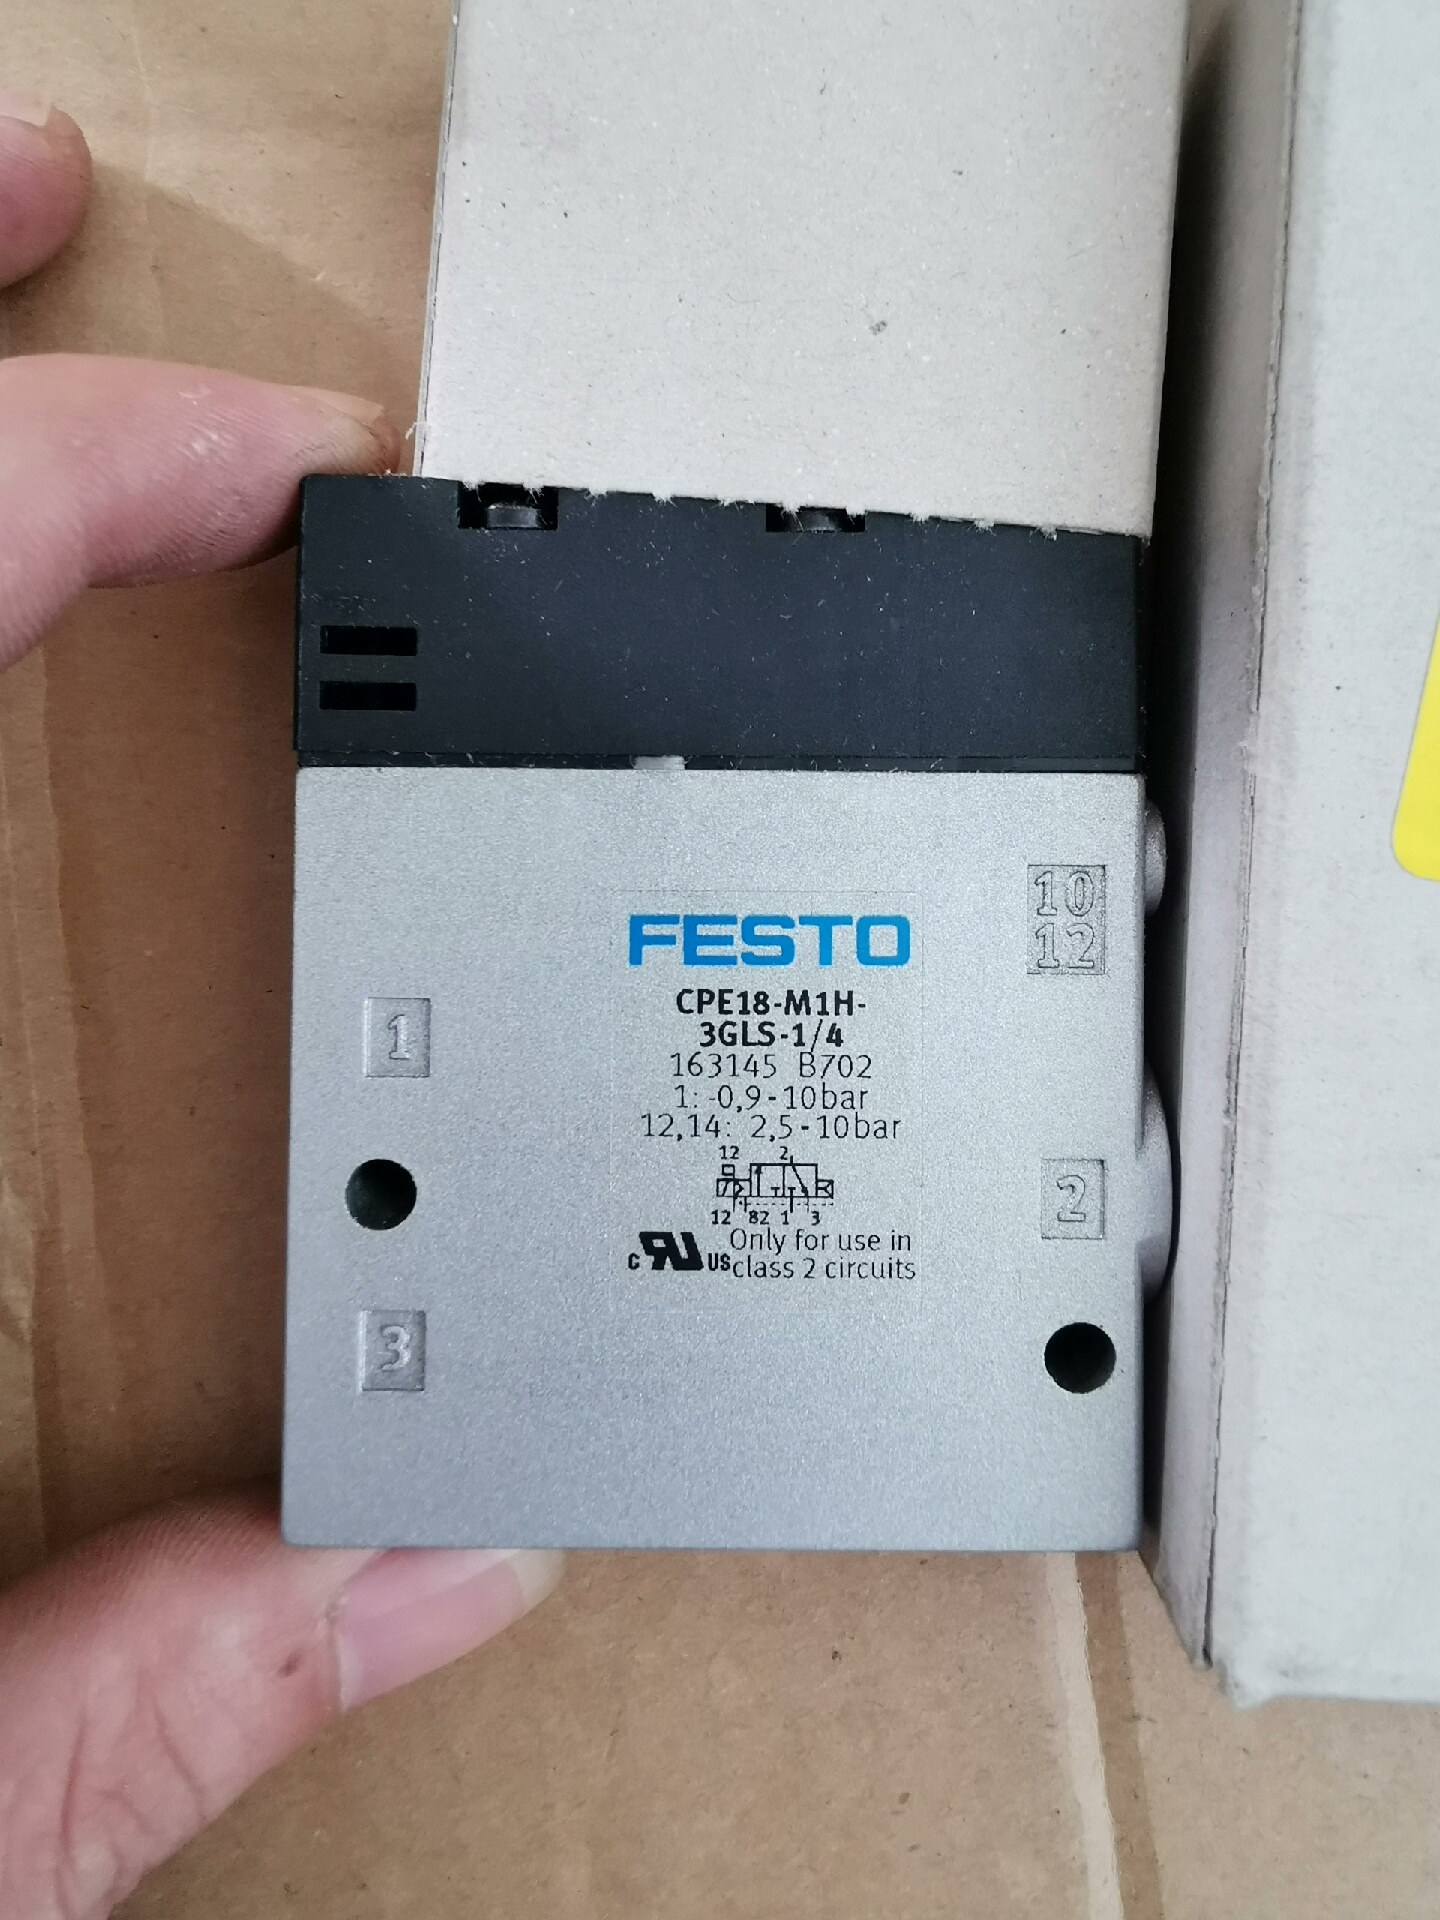 FESTO
10
12
CPE18-M1H-
3GLS-1/4
163145 B702
1: -0,9-10bar
12,14: 2,5-10bar
12 2
12 82 1 3
c RU US Only for use in
class 2 circuits
1
2
3